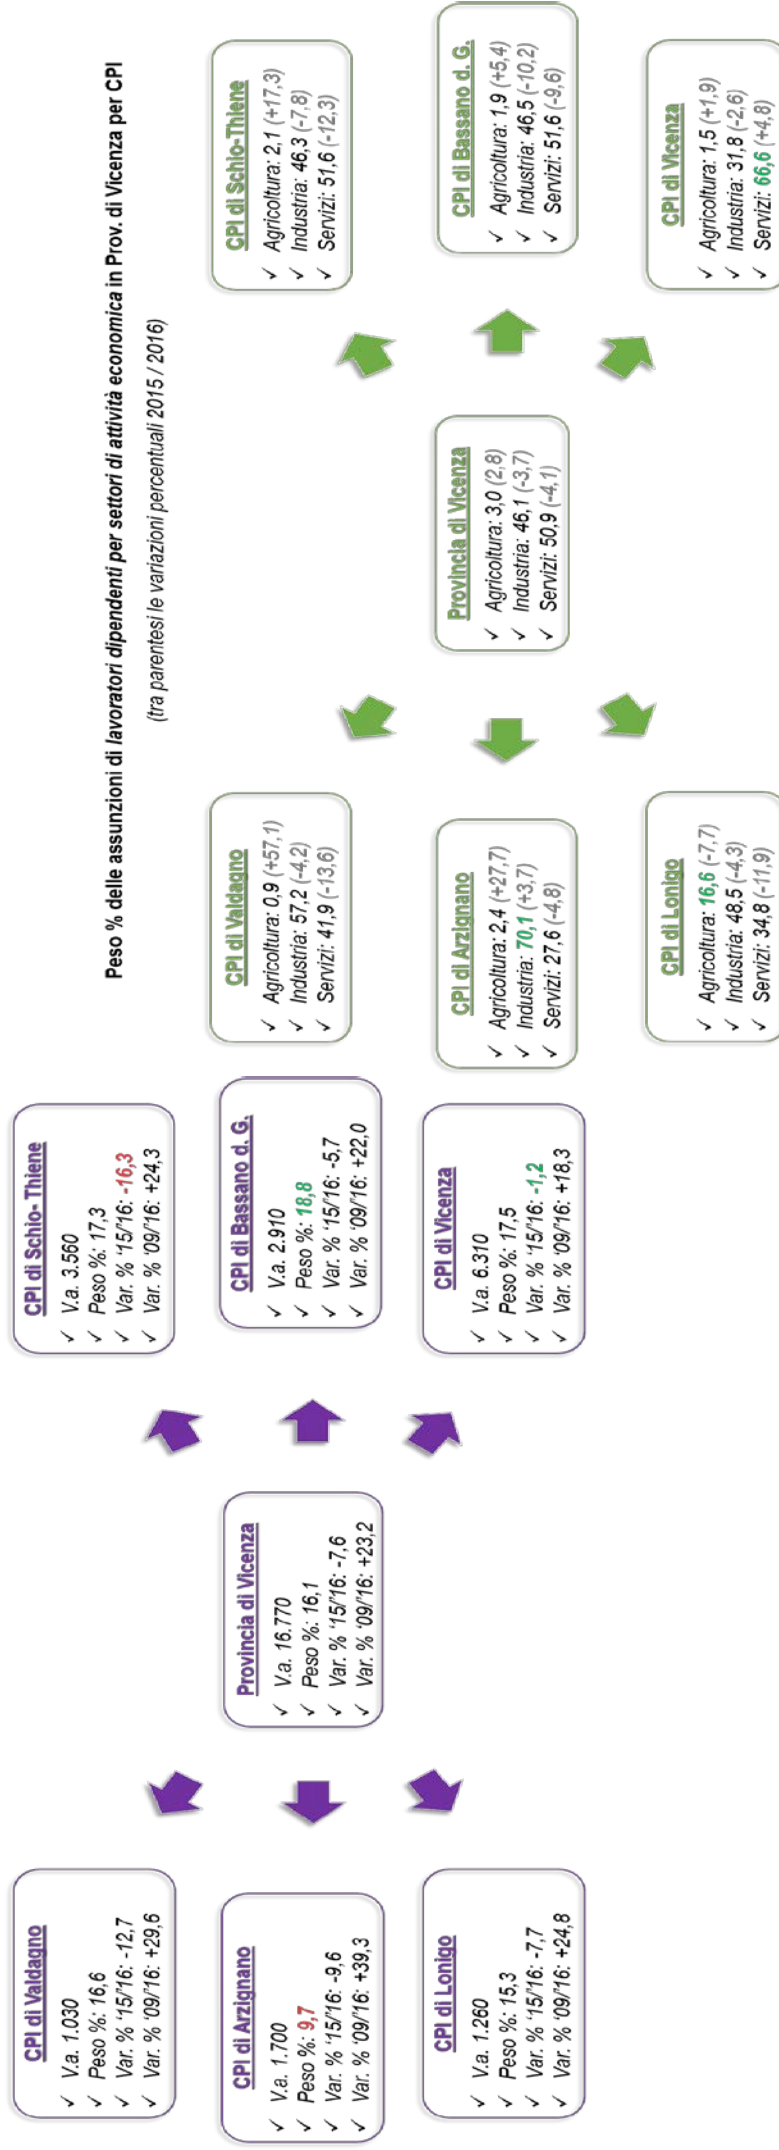 CPI di Valdagno
✓ V.a. 1.030
✓ Peso %: 16,6
✓ Var. % '15/'16: -12,7
✓ Var. % '09/'16: +29,6
CPI di Schio- Thiene
✓ V.a. 3.560
✓ Peso %: 17,3
✓ Var. % '15/'16: -16,3
✓ Var. % '09/'16: +24,3
CPI di Arzignano
✓ V.a. 1.700
✓ Peso %: 9,7
✓ Var. % '15/'16: -9,6
✓ Var. % '09/'16: +39,3
Provincia di Vicenza
✓ V.a. 16.770
✓ Peso %: 16,1
✓ Var. % '15/'16: -7,6
✓ Var. % '09/'16: +23,2
CPI di Bassano d. G.
✓ V.a. 2.910
✓ Peso %: 18,8
✓ Var. % '15/'16: -5,7
✓ Var. % '09/'16: +22,0
CPI di Lonigo
✓ V.a. 1.260
✓ Peso %: 15,3
✓ Var. % '15/'16: -7,7
✓ Var. % '09/'16: +24,8
CPI di Vicenza
✓ V.a. 6.310
✓ Peso %: 17,5
✓ Var. % '15/'16: -1,2
✓ Var. % '09/'16: +18,3
Peso % delle assunzioni di lavoratori dipendenti per settori di attività economica in Prov. di Vicenza per CPI
(tra parentesi le variazioni percentuali 2015 / 2016)
CPI di Valdagno
✓ Agricoltura: 0,9 (+57,1)
✓ Industria: 57,2 (-4,2)
✓ Servizi: 41,9 (-13,6)
CPI di Schio-Thiene
✓ Agricoltura: 2,1 (+17,3)
✓ Industria: 46,3 (-7,8)
✓ Servizi: 51,6 (-12,3)
CPI di Arzignano
✓ Agricoltura: 2,4 (+27,7)
✓ Industria: 70,1 (+3,7)
✓ Servizi: 27,6 (-4,8)
Provincia di Vicenza
✓ Agricoltura: 3,0 (2,8)
✓ Industria: 46,1 (-3,7)
✓ Servizi: 50,9 (-4,1)
CPI di Bassano d. G.
✓ Agricoltura: 1,9 (+5,4)
✓ Industria: 46,5 (-10,2)
✓ Servizi: 51,6 (-9,6)
CPI di Lonigo
✓ Agricoltura: 16,6 (-7,7)
✓ Industria: 48,5 (-4,3)
✓ Servizi: 34,8 (-11,9)
CPI di Vicenza
✓ Agricoltura: 1,5 (+1,9)
✓ Industria: 31,8 (-2,6)
✓ Servizi: 66,6 (+4,8)